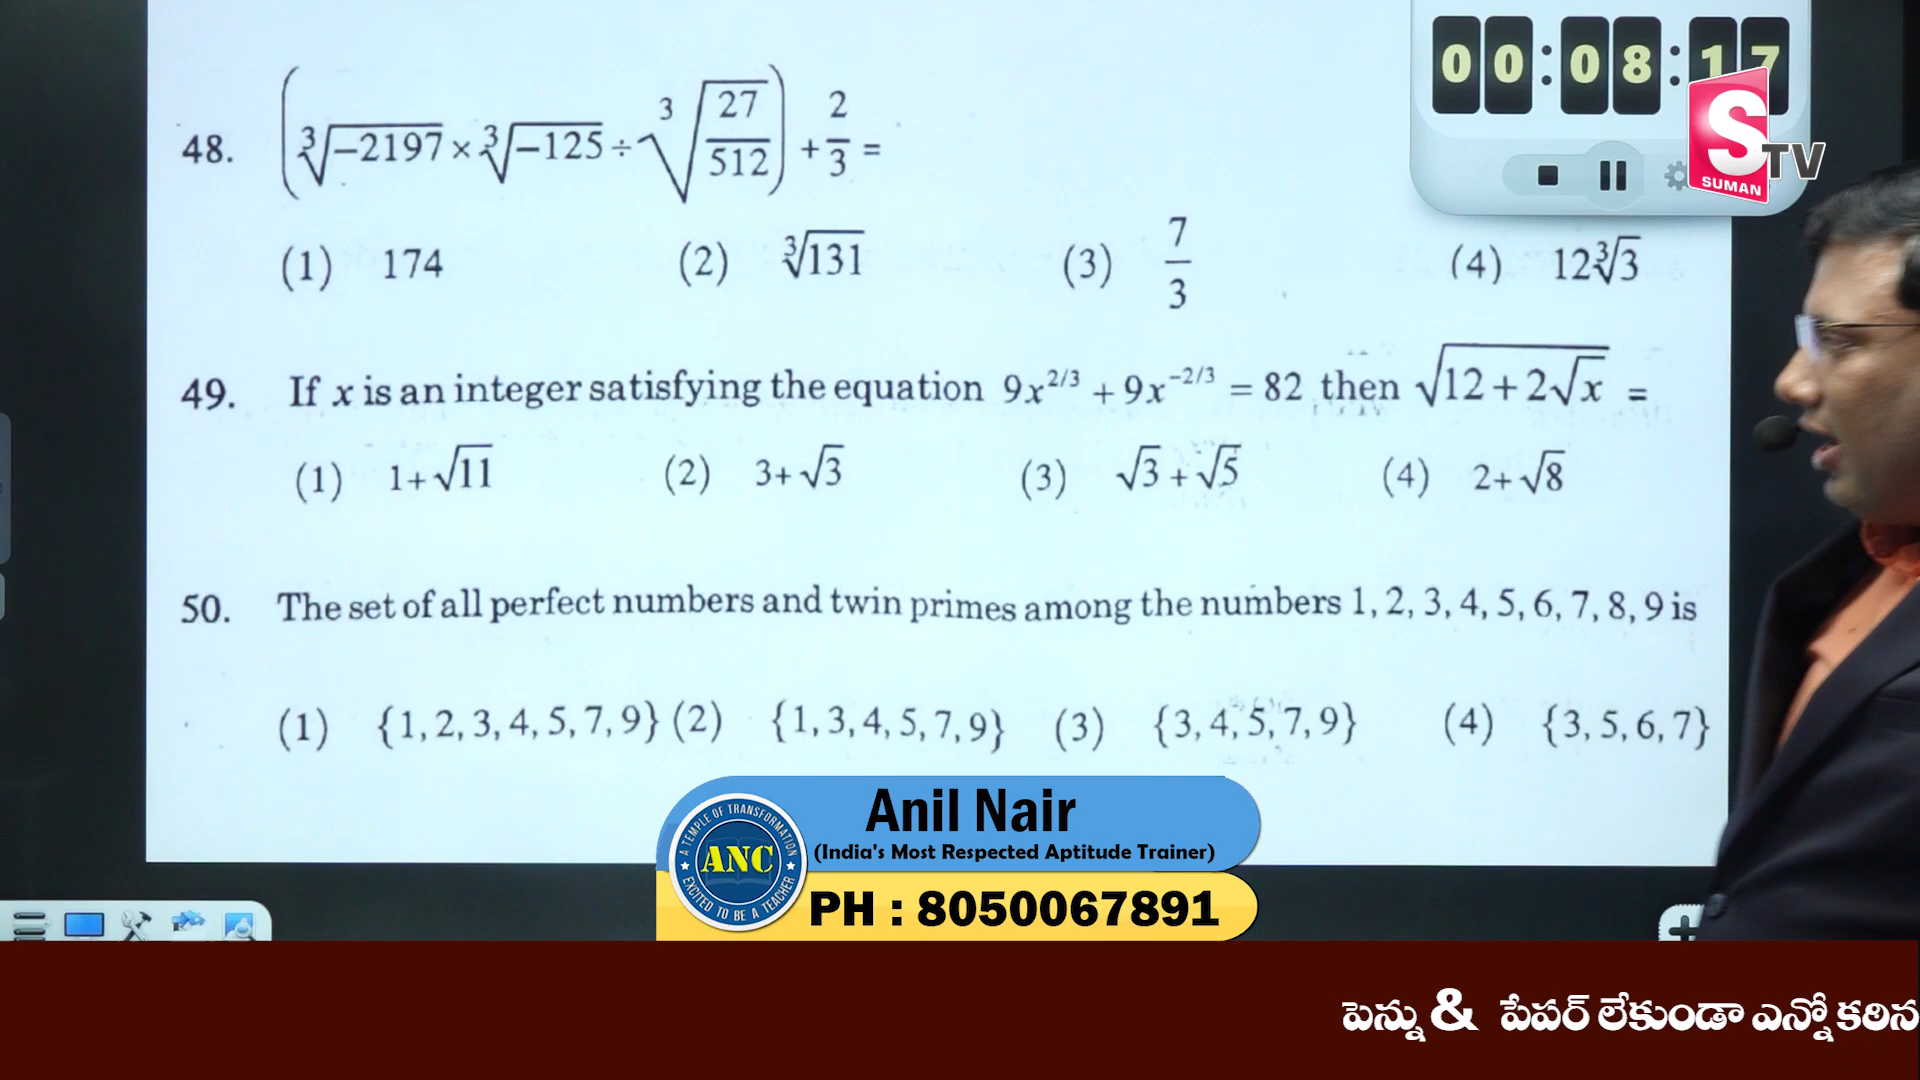 00:08:17
S TV
SUMAN
48. (∛-2197 × ∛-125 ÷ ∛(27/512)) + 2/3 =
(1) 174 (2) ∛131 (3) 7/3 (4) 12∛3
49. If x is an integer satisfying the equation 9x^(2/3) + 9x^(-2/3) = 82 then √(12+2√x) =
(1) 1+√11 (2) 3+√3 (3) √3+√5 (4) 2+√8
50. The set of all perfect numbers and twin primes among the numbers 1, 2, 3, 4, 5, 6, 7, 8, 9 is
(1) {1, 2, 3, 4, 5, 7, 9} (2) {1, 3, 4, 5, 7, 9} (3) {3, 4, 5, 7, 9} (4) {3, 5, 6, 7}
A TEMPLE OF TRANSFORMATION
ANC
EXCITED TO BE A TEACHER
Anil Nair
(India's Most Respected Aptitude Trainer)
PH : 8050067891
పెన్ను & పేపర్ లేకుండా ఎన్నో కఠిన